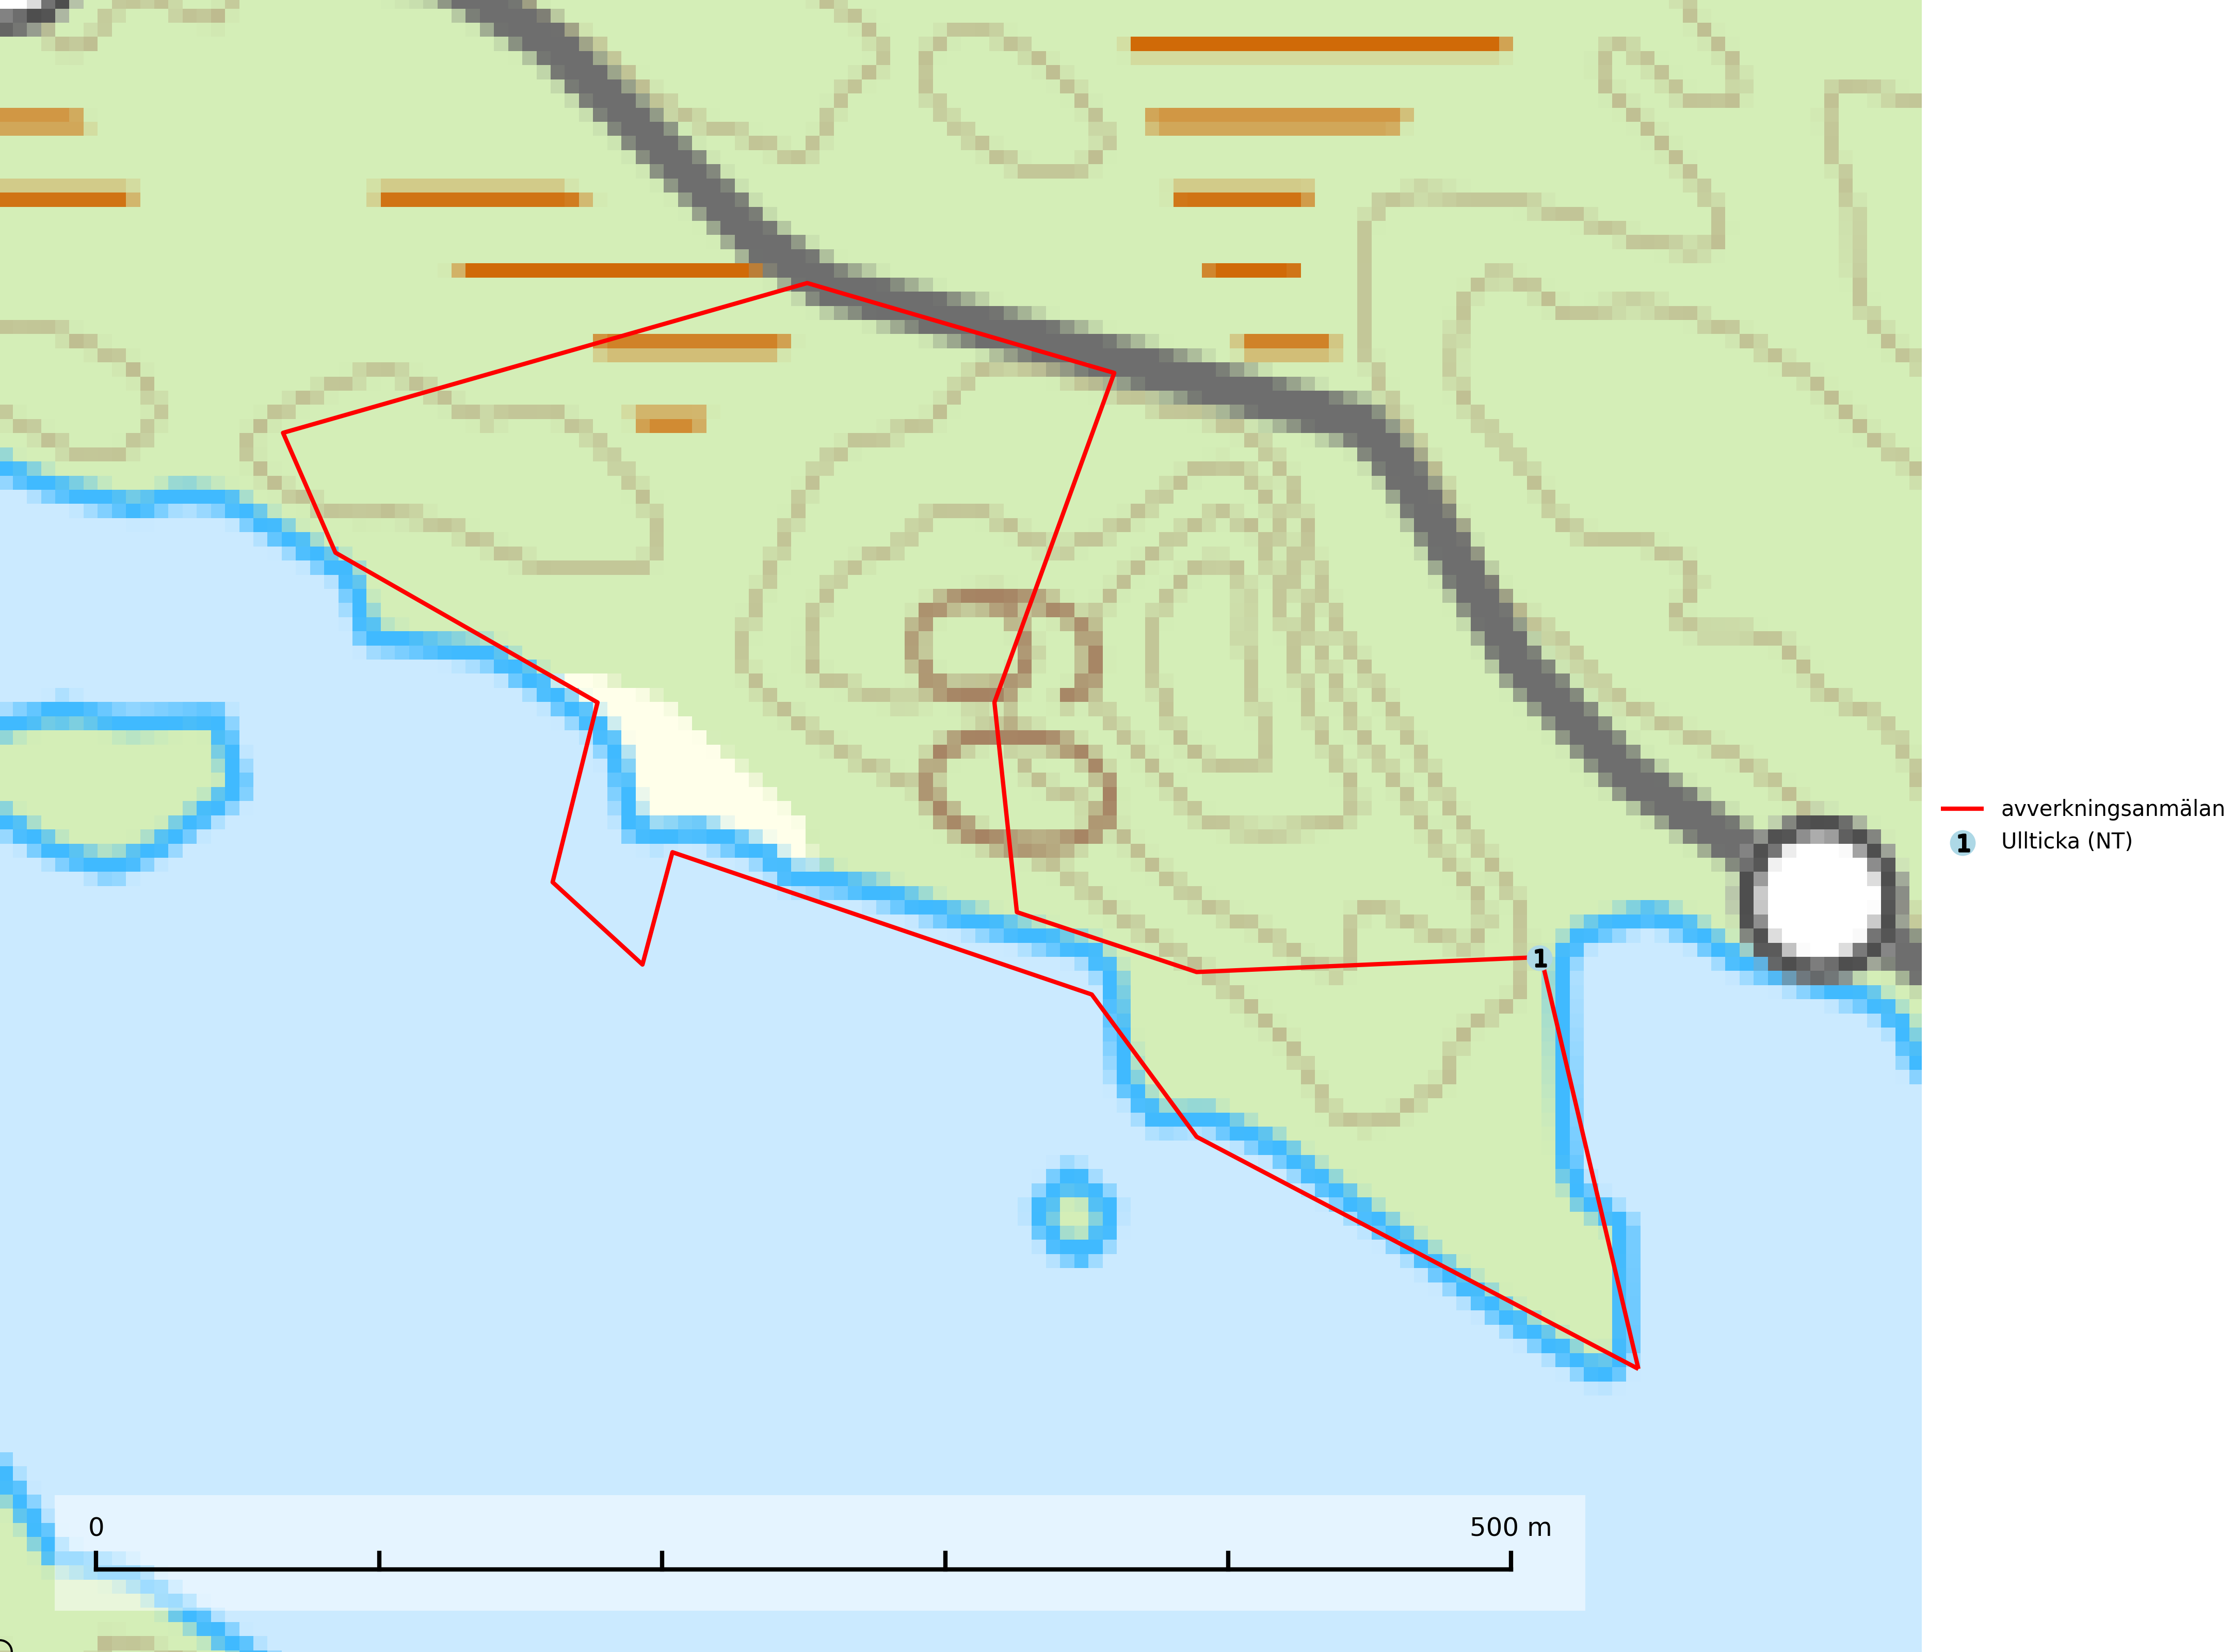 avverkningsanmälan
1 Ullticka (NT)
1
0 500 m